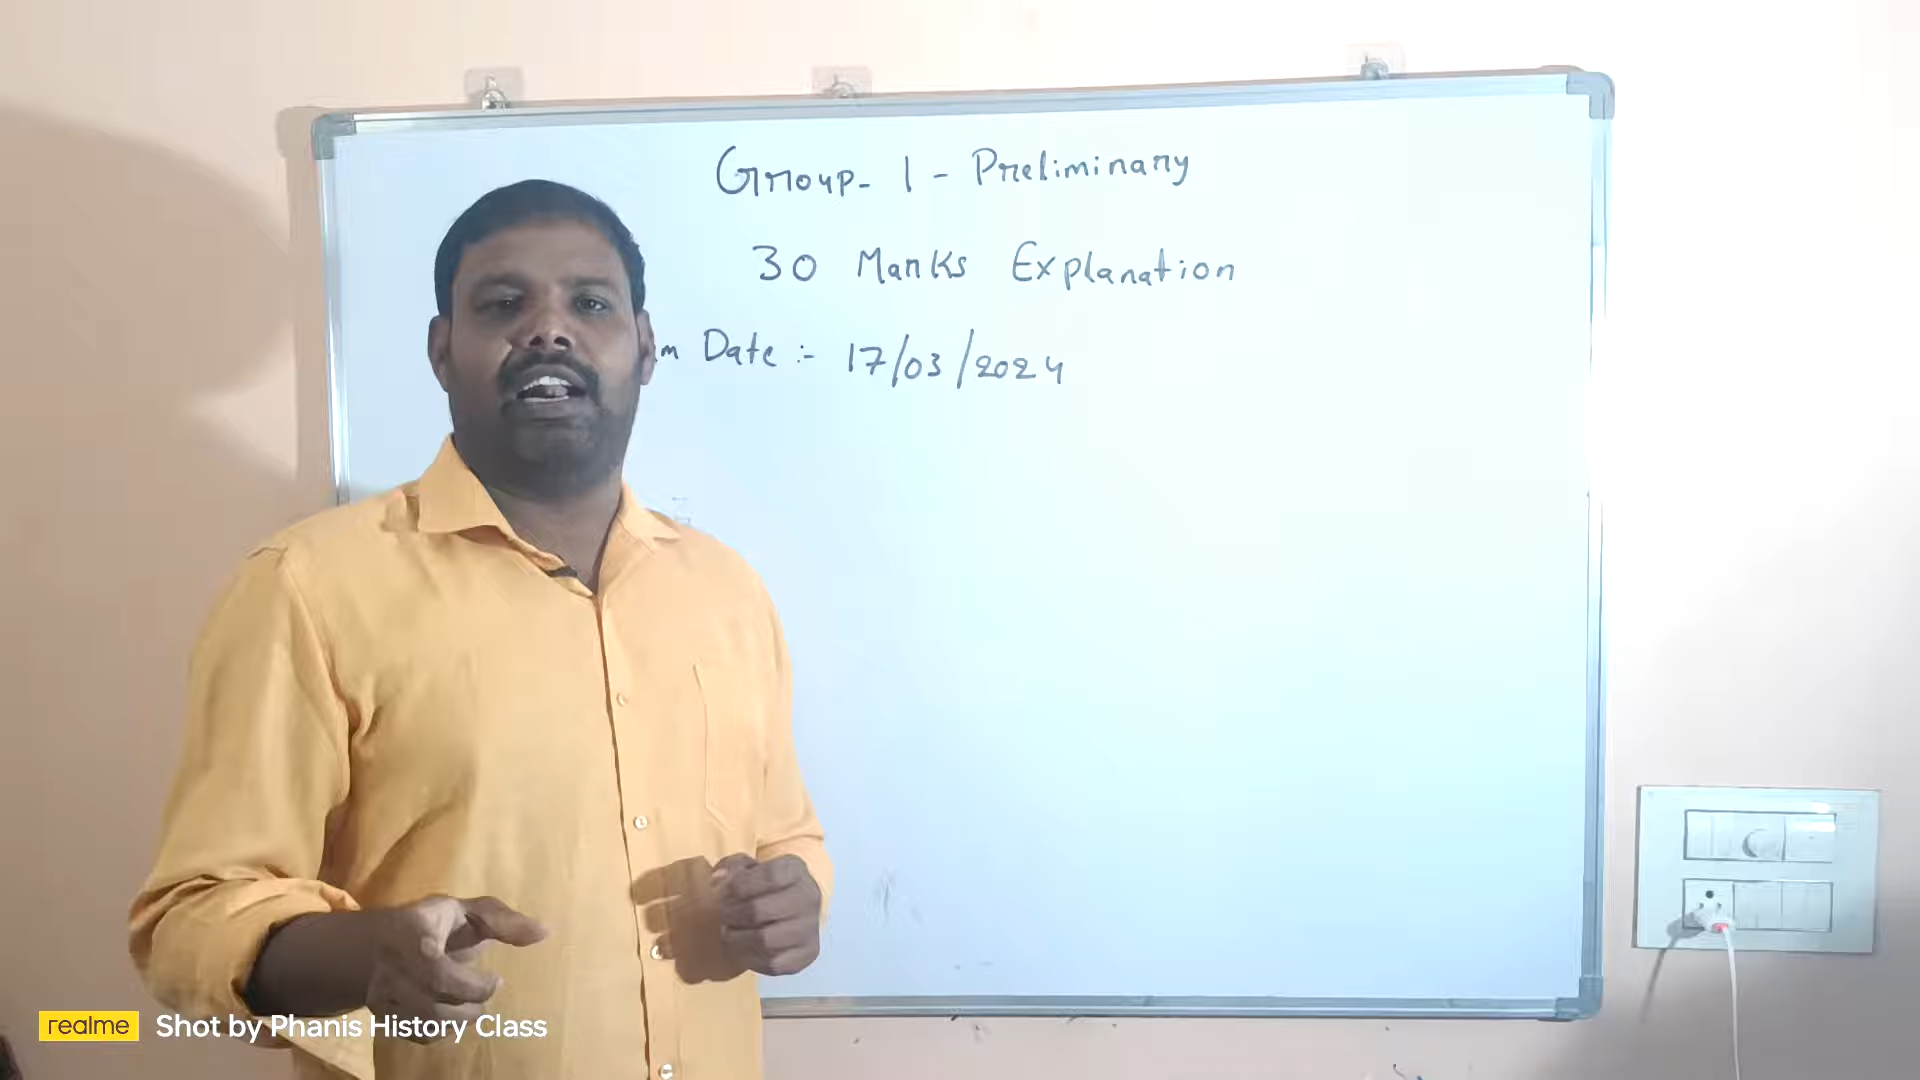 Group- 1 - Preliminary
30 Marks Explanation
m Date :- 17/03/2024
realme Shot by Phanis History Class